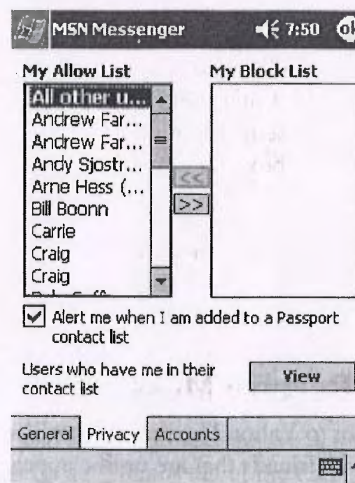 MSN Messenger 7:50 ok
My Allow List My Block List
All other u...
Andrew Far...
Andrew Far...
Andy Sjostr...
Arne Hess (...
Bill Boonn
Carrie
Craig
Craig
<<
>>
Alert me when I am added to a Passport
contact list
Users who have me in their
contact list
View
General Privacy Accounts